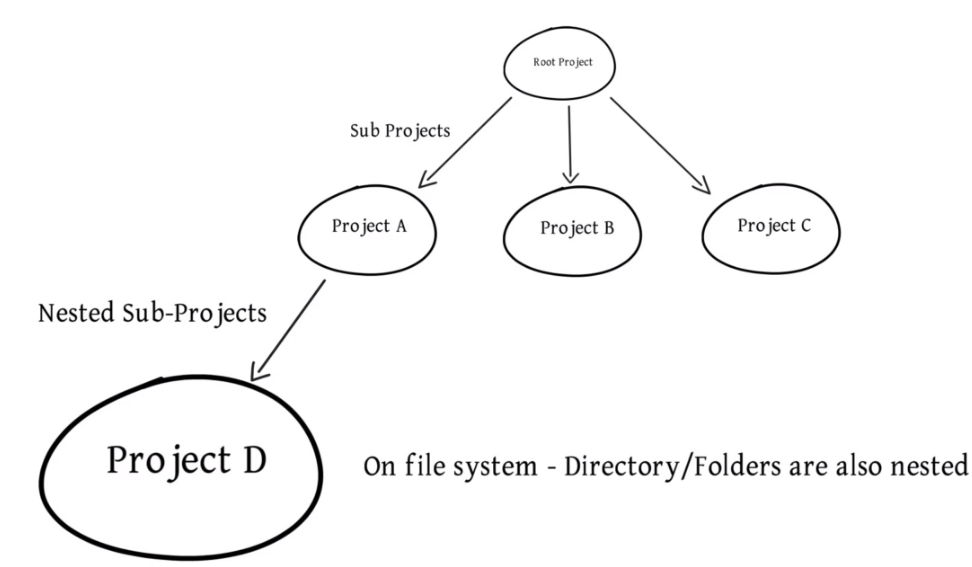 Root Project
Sub Projects
Project A
Project B
Project C
Nested Sub-Projects
Project D
On file system - Directory/Folders are also nested